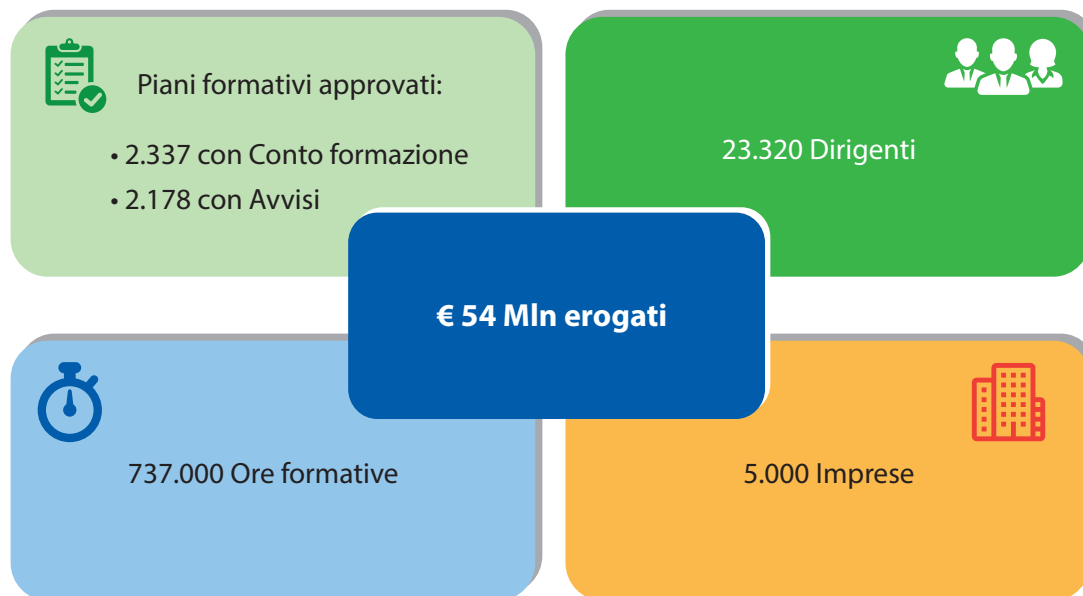 Piani formativi approvati:
• 2.337 con Conto formazione
• 2.178 con Avvisi
23.320 Dirigenti
€ 54 Mln erogati
737.000 Ore formative
5.000 Imprese